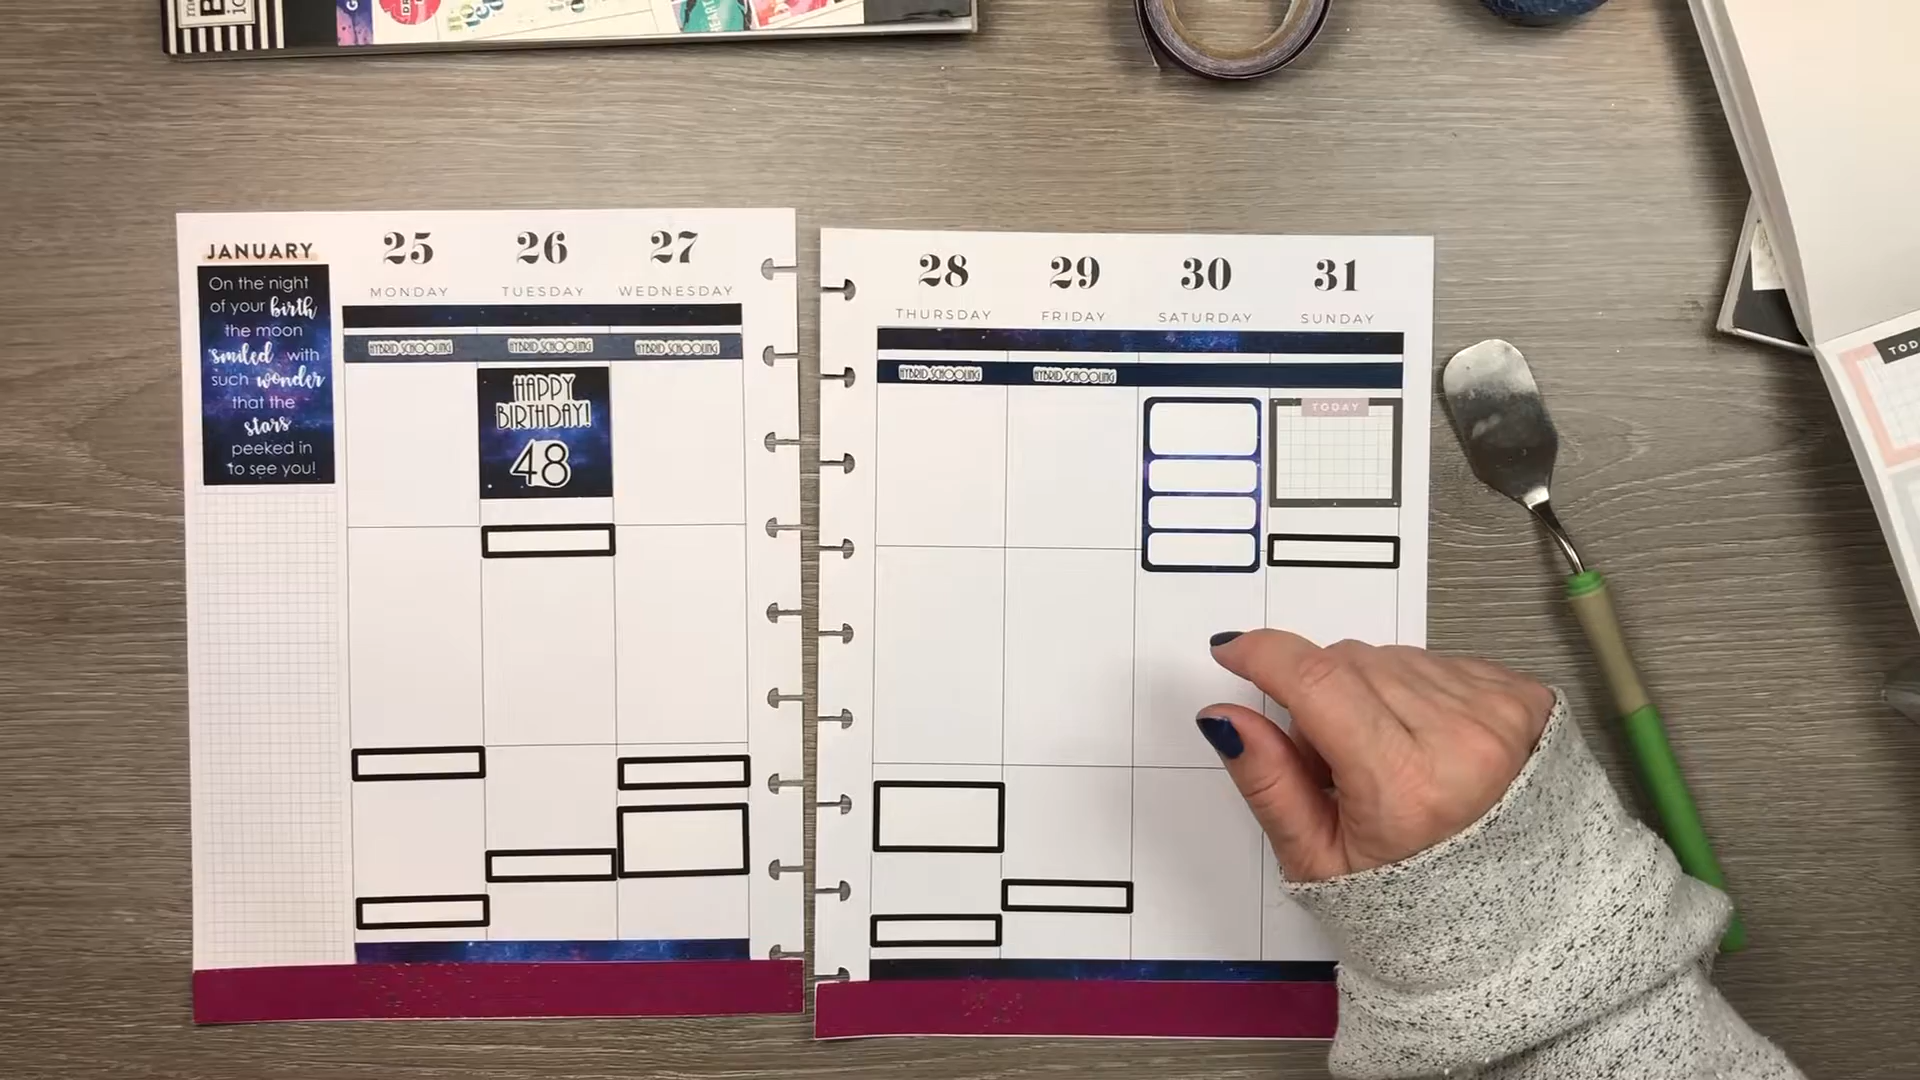 JANUARY
On the night
of your birth
the moon
smiled with
such wonder
that the
stars
peeked in
to see you!
25
MONDAY
26
TUESDAY
27
WEDNESDAY
HYBRID SCHOOLING
HYBRID SCHOOLING
HYBRID SCHOOLING
HAPPY
BIRTHDAY!
48
28
THURSDAY
29
FRIDAY
30
SATURDAY
31
SUNDAY
HYBRID SCHOOLING
HYBRID SCHOOLING
TODAY